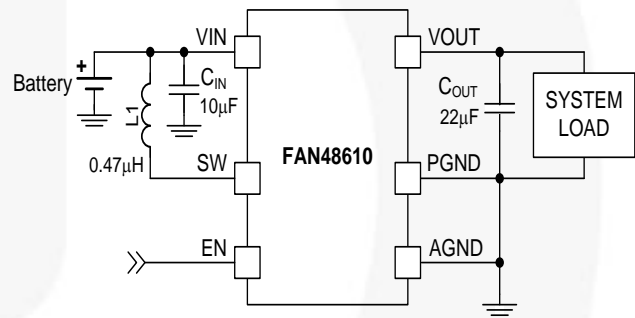 VIN
VOUT
+
Battery
CIN
10µF
L1
0.47µH
COUT
22µF
SYSTEM
LOAD
FAN48610
SW
PGND
EN
AGND